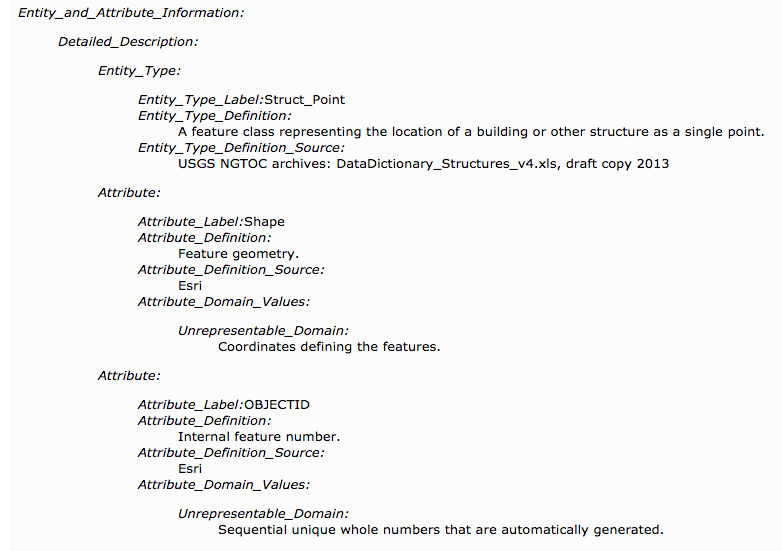 Entity_and_Attribute_Information:
Detailed_Description:
Entity_Type:
Entity_Type_Label:Struct_Point
Entity_Type_Definition:
A feature class representing the location of a building or other structure as a single point.
Entity_Type_Definition_Source:
USGS NGTOC archives: DataDictionary_Structures_v4.xls, draft copy 2013
Attribute:
Attribute_Label:Shape
Attribute_Definition:
Feature geometry.
Attribute_Definition_Source:
Esri
Attribute_Domain_Values:
Unrepresentable_Domain:
Coordinates defining the features.
Attribute:
Attribute_Label:OBJECTID
Attribute_Definition:
Internal feature number.
Attribute_Definition_Source:
Esri
Attribute_Domain_Values:
Unrepresentable_Domain:
Sequential unique whole numbers that are automatically generated.